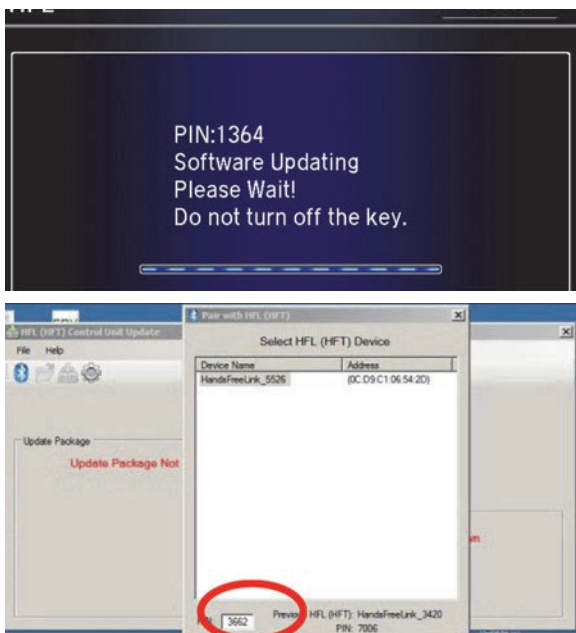 HFL
PIN:1364
Software Updating
Please Wait!
Do not turn off the key.
Pair with HFL (HFT)
HFL (HFT) Control Unit Update
File Help
Select HFL (HFT) Device
Device Name Address
HandsFreeLink_5526 (0C:D9:C1:06:54:2D)
Update Package
Update Package Not
3662
Previous HFL (HFT): HandsFreeLink_3420
PIN: 7006